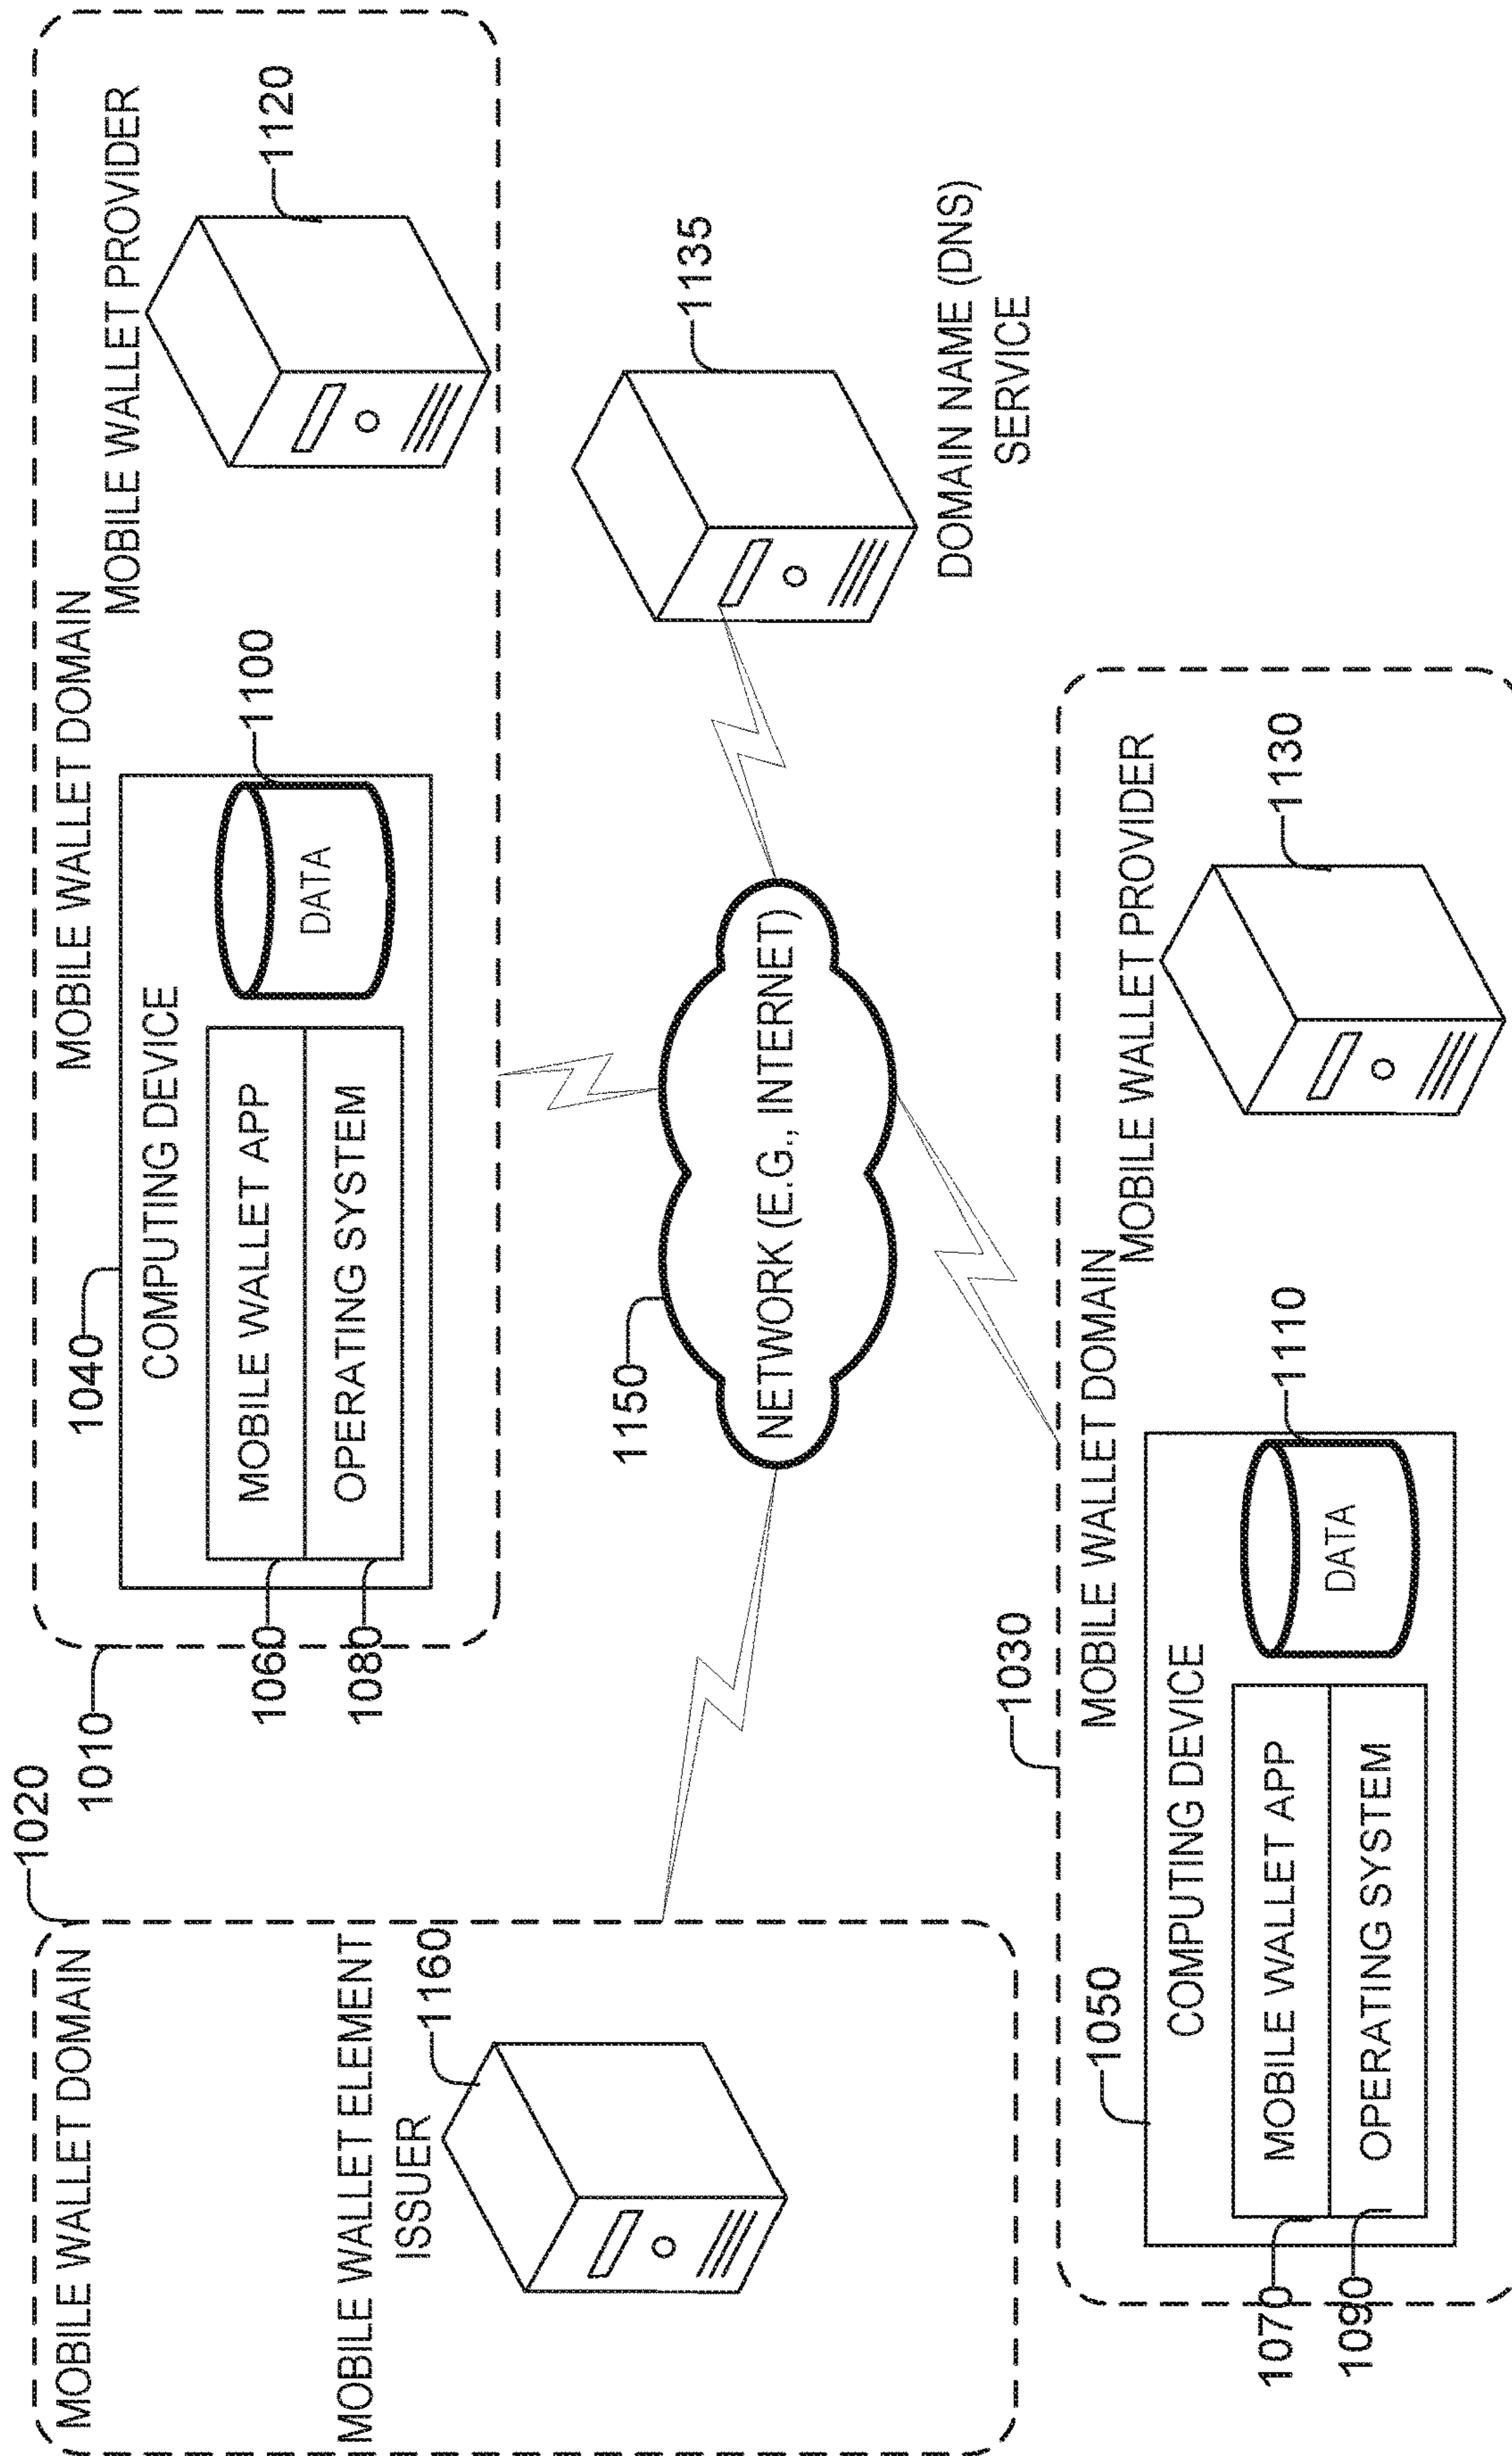 1020
MOBILE WALLET DOMAIN
MOBILE WALLET ELEMENT
ISSUER
1160
1010
MOBILE WALLET DOMAIN
1040
COMPUTING DEVICE
MOBILE WALLET APP
OPERATING SYSTEM
1060
1080
DATA
1100
MOBILE WALLET PROVIDER
1120
1150
NETWORK (E.G., INTERNET)
1135
DOMAIN NAME (DNS)
SERVICE
1030
MOBILE WALLET DOMAIN
1050
COMPUTING DEVICE
MOBILE WALLET APP
OPERATING SYSTEM
1070
1090
DATA
1110
MOBILE WALLET PROVIDER
1130